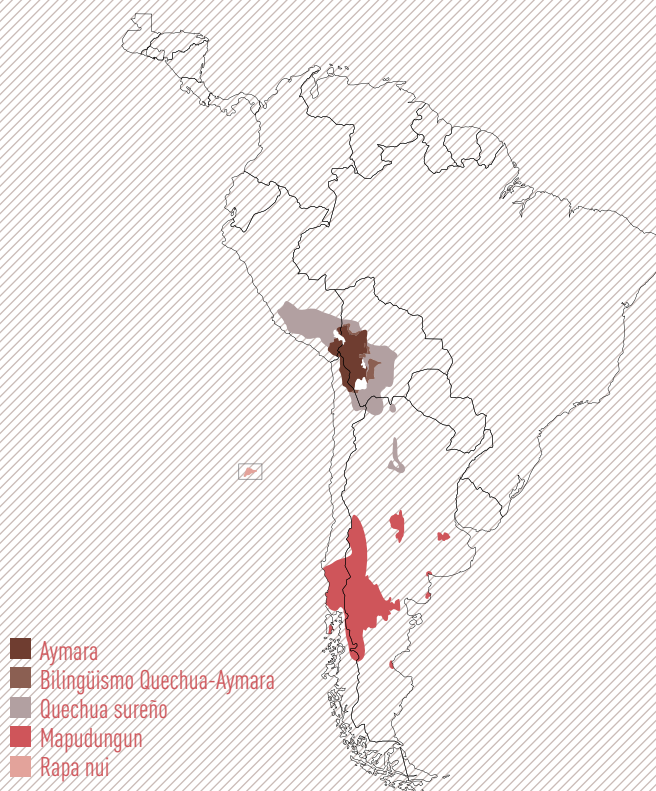 Aymara
Bilingüismo Quechua-Aymara
Quechua sureño
Mapudungun
Rapa nui